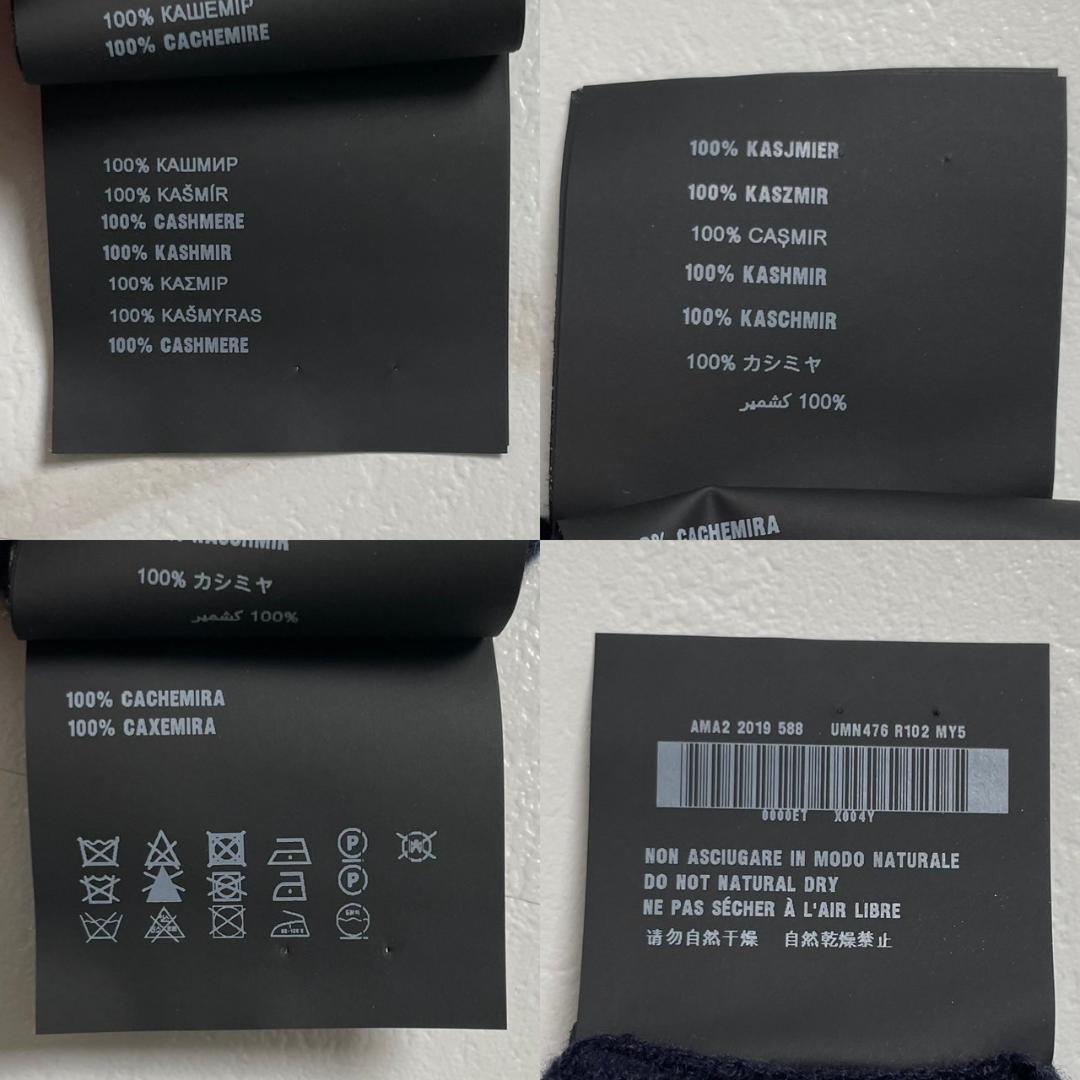 100% КАШЕМІР
100% CACHEMIRE
100% КАШМИР
100% KAŠMÍR
100% CASHMERE
100% KASHMIR
100% ΚΑΣΜΙΡ
100% KAŠMYRAS
100% CASHMERE
100% KASJMIER
100% KASZMIR
100% CAŞMIR
100% KASHMIR
100% KASCHMIR
100% カシミヤ
100% كشمير
CACHEMIRA
100% カシミヤ
100% كشمير
100% CACHEMIRA
100% CAXEMIRA
P W
P
AMA2 2019 588 UMN476 R102 MY5
0000ET X004Y
NON ASCIUGARE IN MODO NATURALE
DO NOT NATURAL DRY
NE PAS SÉCHER À L'AIR LIBRE
请勿自然干燥 自然乾燥禁止